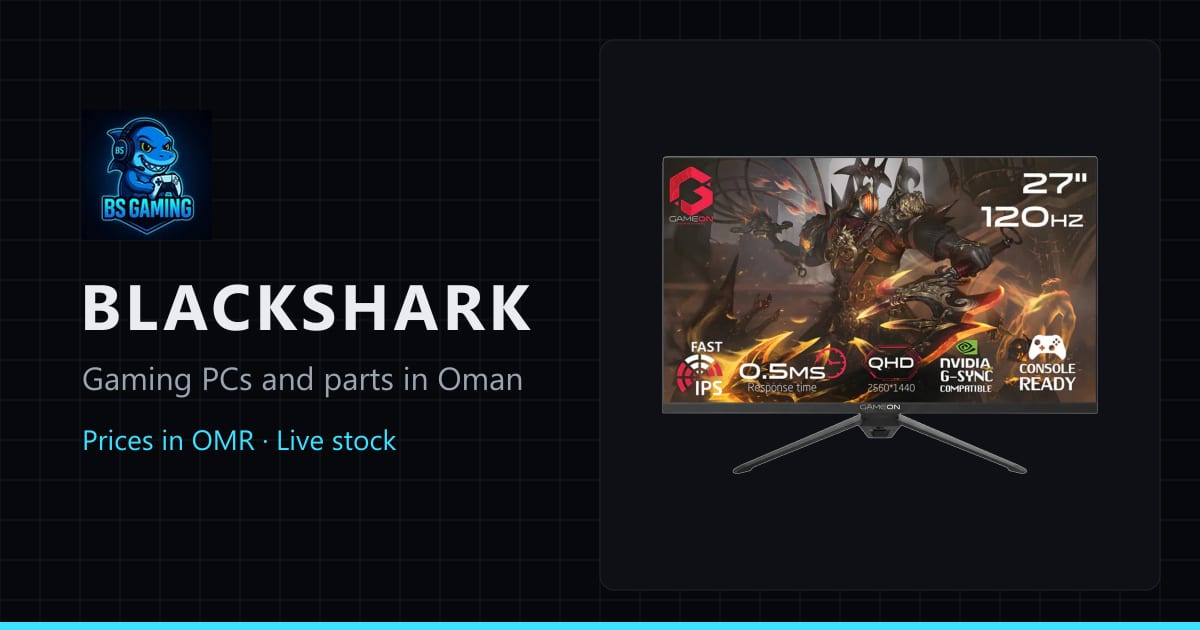 BS
BS GAMING
BLACKSHARK
Gaming PCs and parts in Oman
Prices in OMR · Live stock
GAMEON
27"
120HZ
FAST
IPS
0.5MS
Response time
QHD
2560*1440
NVIDIA
G-SYNC
COMPATIBLE
CONSOLE
READY
GAMEON